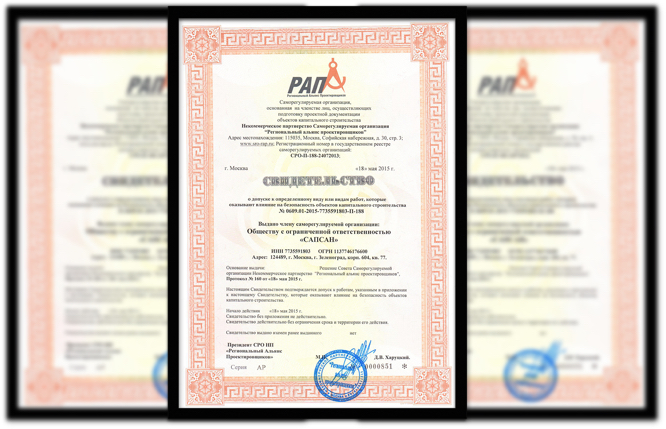 РАП
Региональный Альянс Проектировщиков
Саморегулируемая организация,
основанная на членстве лиц, осуществляющих
подготовку проектной документации
объектов капитального строительства
Некоммерческое партнерство Саморегулируемая организация
"Региональный альянс проектировщиков"
Адрес местонахождения: 115035, Москва, Софийская набережная, д. 30, стр. 3;
www.sro-rap.ru. Регистрационный номер в государственном реестре
саморегулируемых организаций:
СРО-П-188-24072013;
г. Москва «18» мая 2015 г.
СВИДЕТЕЛЬСТВО
о допуске к определенному виду или видам работ, которые
оказывают влияние на безопасность объектов капитального строительства
№ 0609.01-2015-7735591803-П-188
Выдано члену саморегулируемой организации:
Обществу с ограниченной ответственностью
«САПСАН»
ИНН 7735591803 ОГРН 1137746176600
Адрес: 124489, г. Москва, г. Зеленоград, корп. 604, кв. 77.
Основание выдачи: Решение Совета Саморегулируемой
организации Некоммерческое партнерство "Региональный альянс проектировщиков",
Протокол № 160 от «18» мая 2015 г.
Настоящим Свидетельством подтверждается допуск к работам, указанным в приложении
к настоящему Свидетельству, которые оказывают влияние на безопасность объектов
капитального строительства.
Начало действия «18» мая 2015 г.
Свидетельство без приложения не действительно.
Свидетельство действительно без ограничения срока и территории его действия.
Свидетельство выдано взамен ранее выданного нет
Президент СРО НП
«Региональный Альянс
Проектировщиков» М.П. Д.В. Харуцкий.
Серия АР 0000851 *